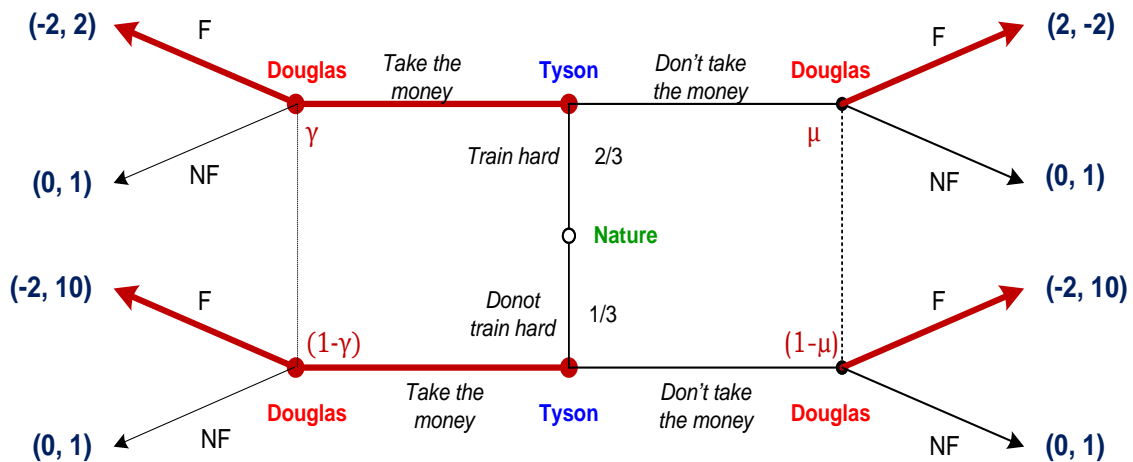 (-2, 2)
F
Douglas
Take the
money
Tyson
Don't take
the money
Douglas
F
(2, -2)
γ
μ
Train hard
2/3
(0, 1)
NF
NF
(0, 1)
Nature
(-2, 10)
F
Donot
train hard
1/3
F
(-2, 10)
(1-γ)
(1-μ)
Douglas
Take the
money
Tyson
Don't take
the money
Douglas
(0, 1)
NF
NF
(0, 1)